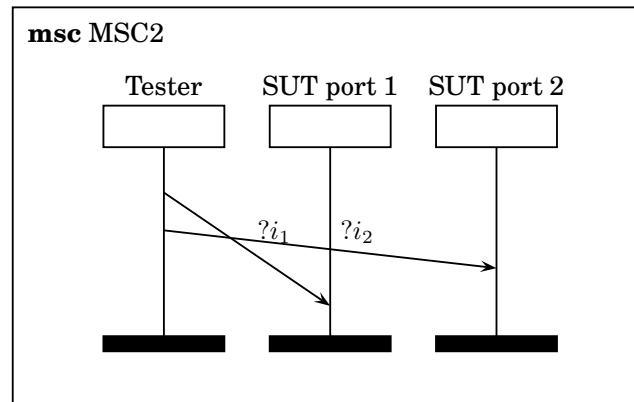 msc MSC2
Tester SUT port 1 SUT port 2
?i₁ ?i₂